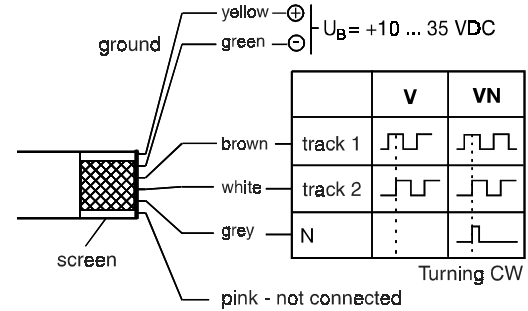 yellow ⊕
ground
green ⊖
U_B = +10 ... 35 VDC
V VN
brown track 1
white track 2
grey N
screen
Turning CW
pink - not connected